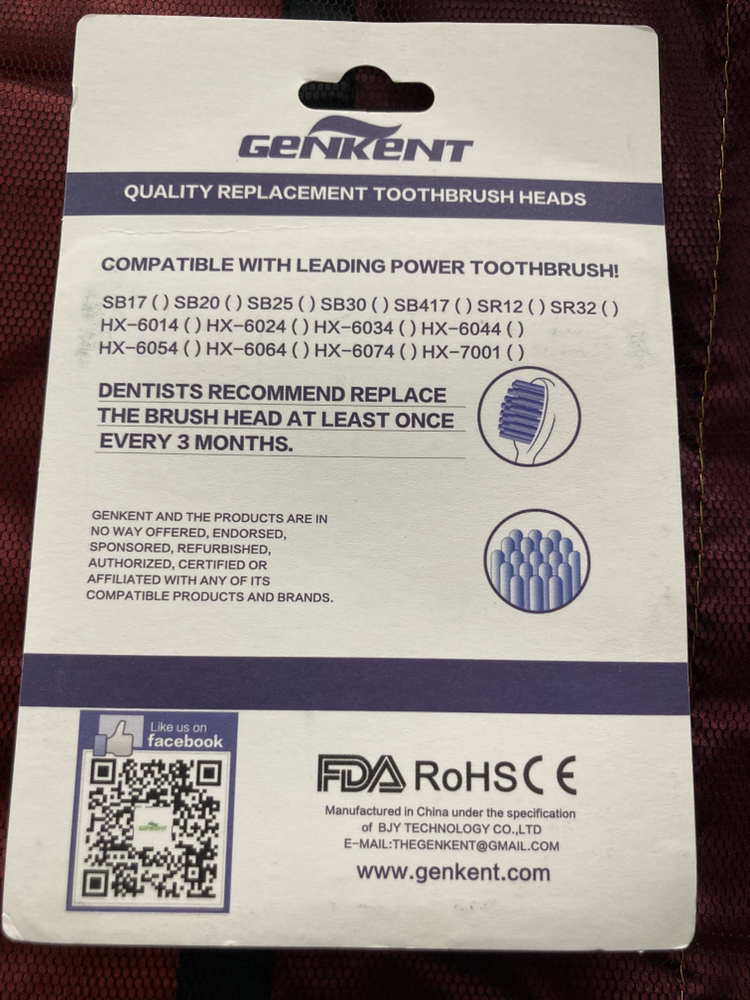 GENKENT
QUALITY REPLACEMENT TOOTHBRUSH HEADS
COMPATIBLE WITH LEADING POWER TOOTHBRUSH!
SB17 ( ) SB20 ( ) SB25 ( ) SB30 ( ) SB417 ( ) SR12 ( ) SR32 ( )
HX-6014 ( ) HX-6024 ( ) HX-6034 ( ) HX-6044 ( )
HX-6054 ( ) HX-6064 ( ) HX-6074 ( ) HX-7001 ( )
DENTISTS RECOMMEND REPLACE
THE BRUSH HEAD AT LEAST ONCE
EVERY 3 MONTHS.
GENKENT AND THE PRODUCTS ARE IN
NO WAY OFFERED, ENDORSED,
SPONSORED, REFURBISHED,
AUTHORIZED, CERTIFIED OR
AFFILIATED WITH ANY OF ITS
COMPATIBLE PRODUCTS AND BRANDS.
Like us on
facebook
GENKENT
FDA RoHS CE
Manufactured in China under the specification
of BJY TECHNOLOGY CO.,LTD
E-MAIL:THEGENKENT@GMAIL.COM
www.genkent.com